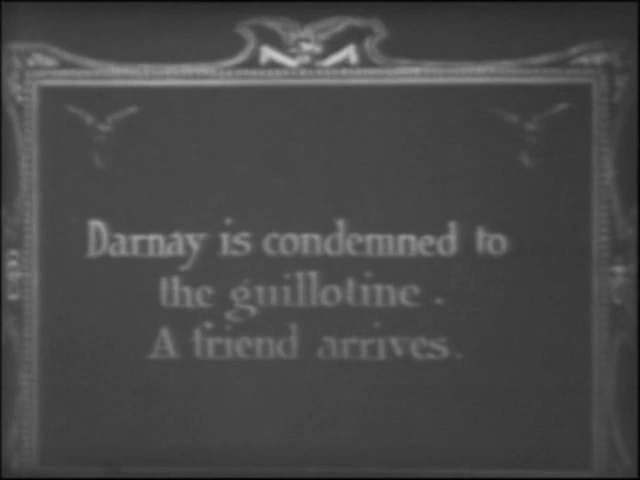 Darnay is condemned to
the guillotine.
A friend arrives.